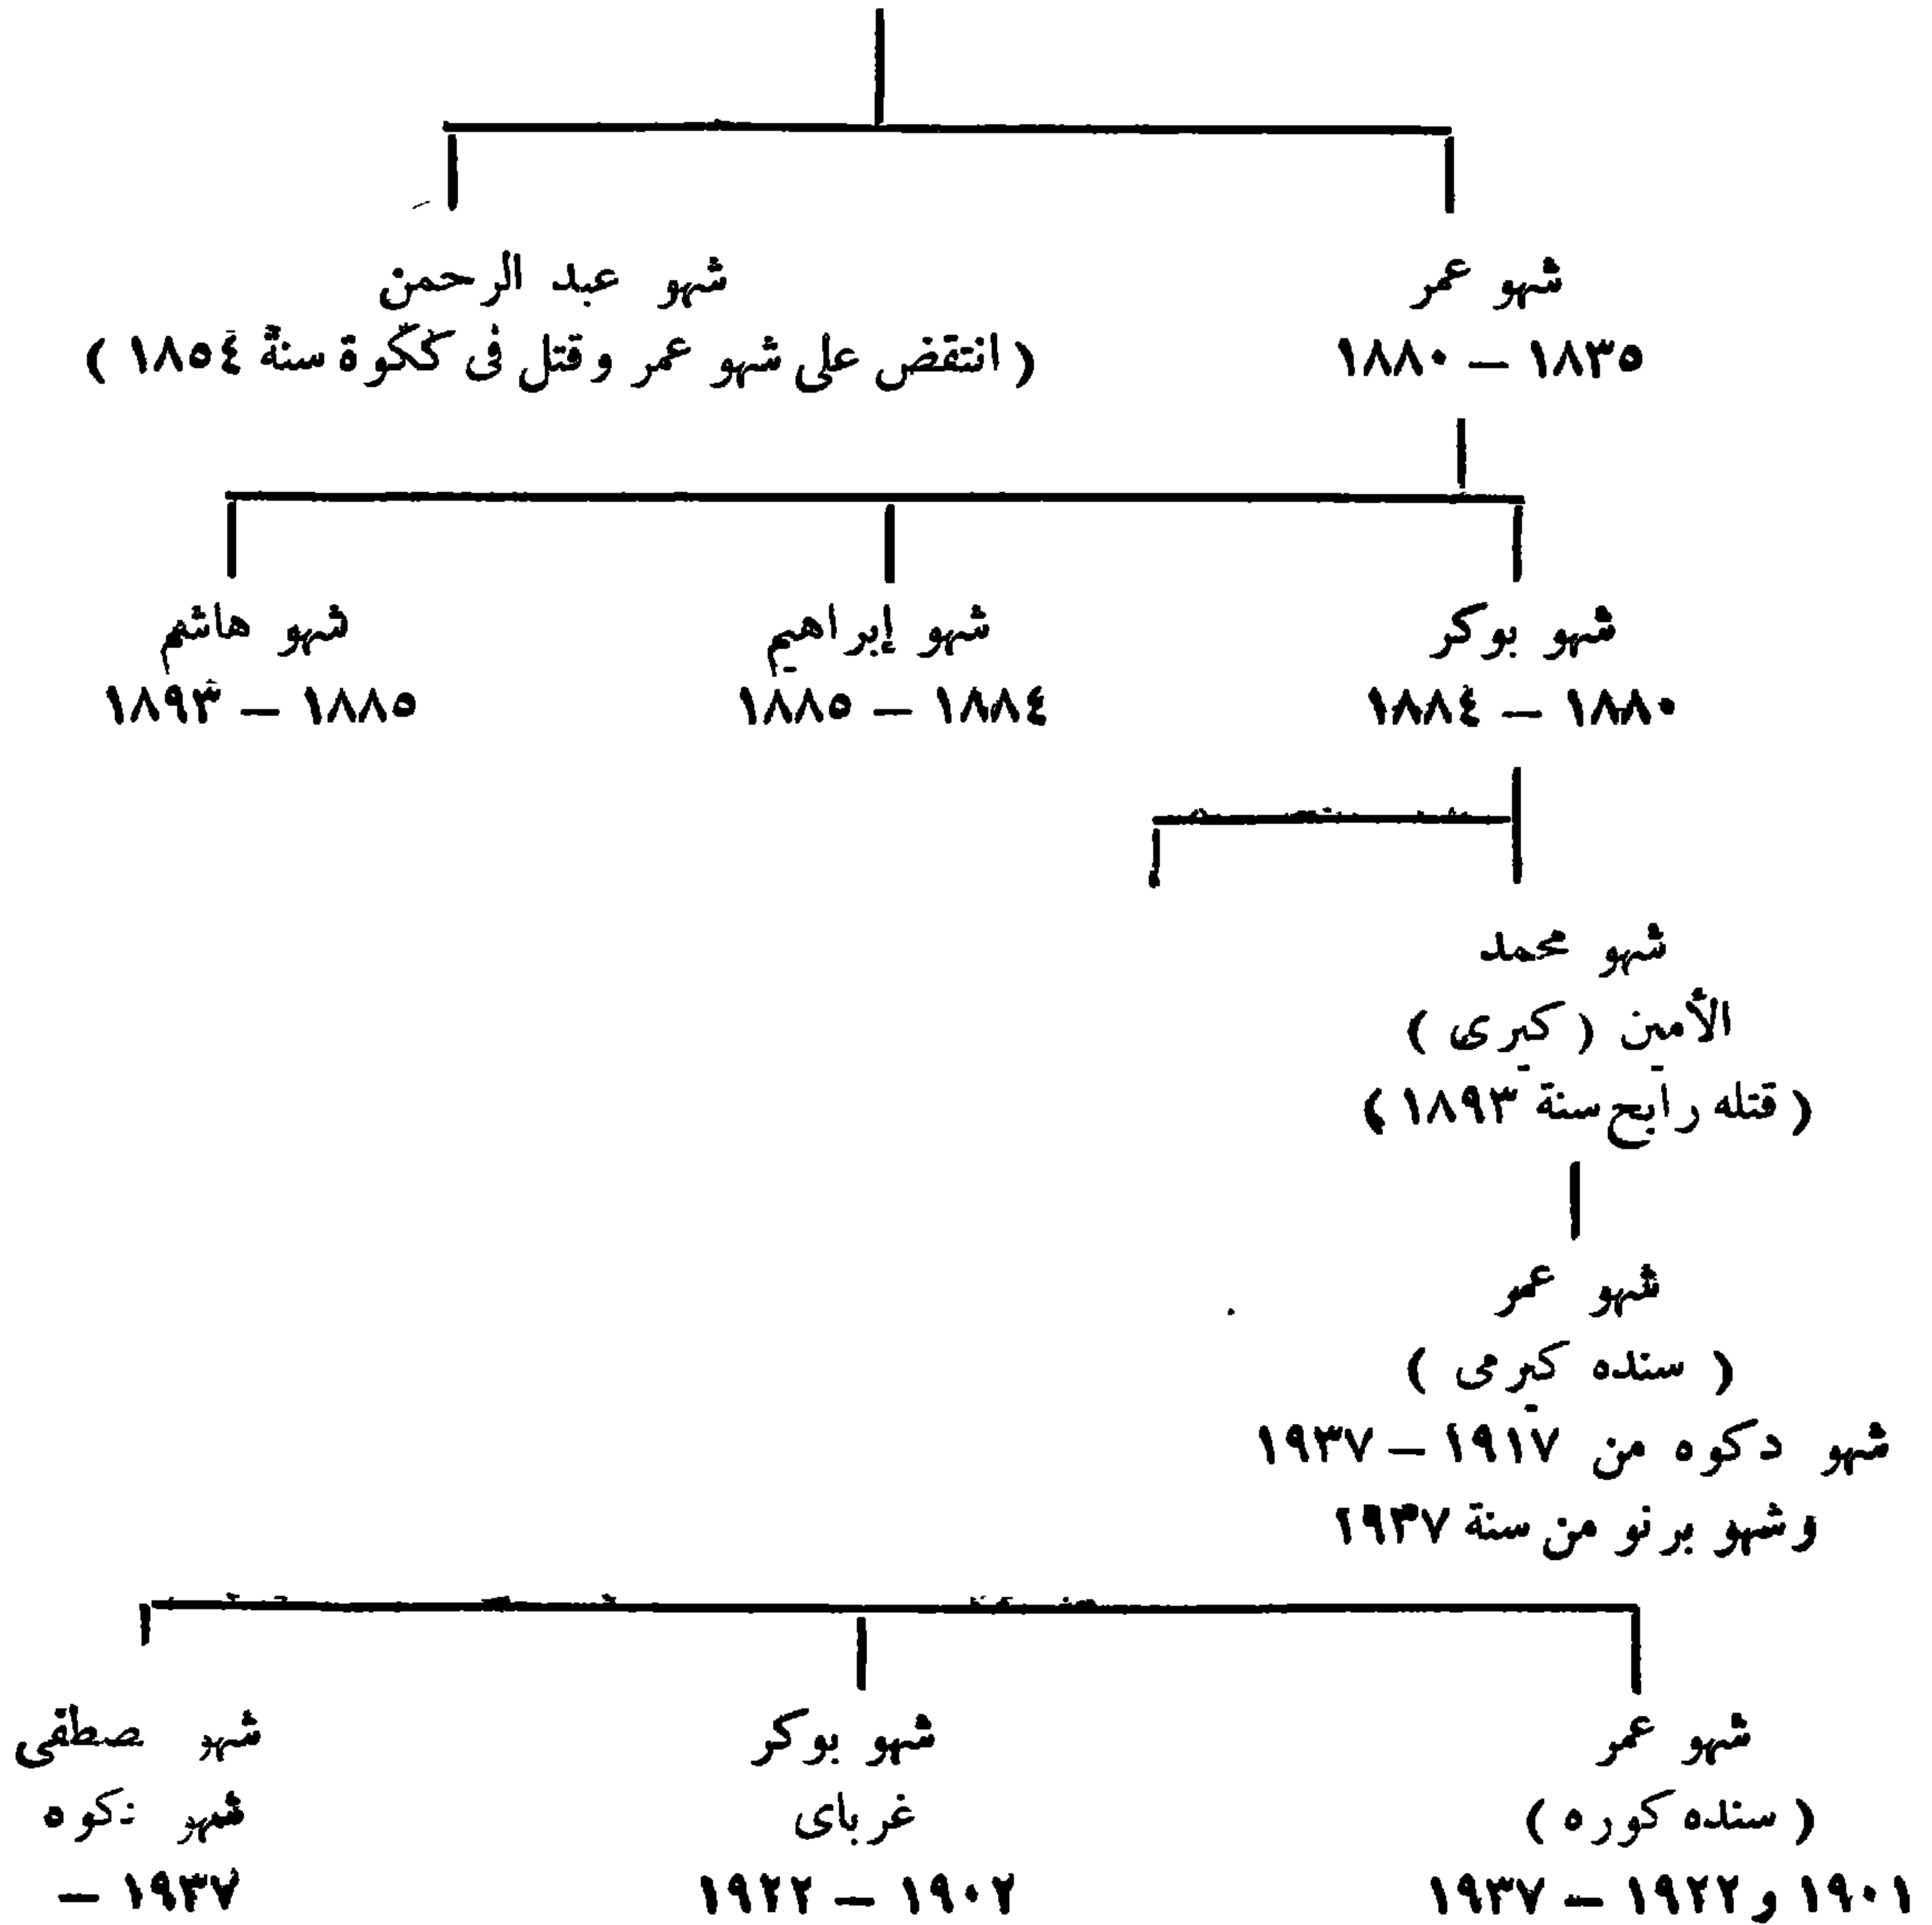 شهو عمر
١٨٣٥ – ١٨٨٠
شهو عبد الرحمن
(انتقض على شهو عمر وقتل فى ككوة سنة ١٨٥٤)
شهو بوكر
١٨٨٠ – ١٨٨٤
شهو إبراهيم
١٨٨٤ – ١٨٨٥
شهو هاشم
١٨٨٥ – ١٨٩٣
شهو محمد
الأمين (كيرى)
(قتله رابح سنة ١٨٩٣)
شهو عمر
(سنده كيرمى)
شهو دكوه من ١٩١٧ – ١٩٣٧
وشهو برنو من سنة ١٩٣٧
شهو عمر
(سنده كوره)
١٩٠١ و ١٩٢٢ – ١٩٣٧
شهو بوكر
غرباى
١٩٠٢ – ١٩٢٢
شهو صطفى
شهو دكوه
١٩٣٧ –